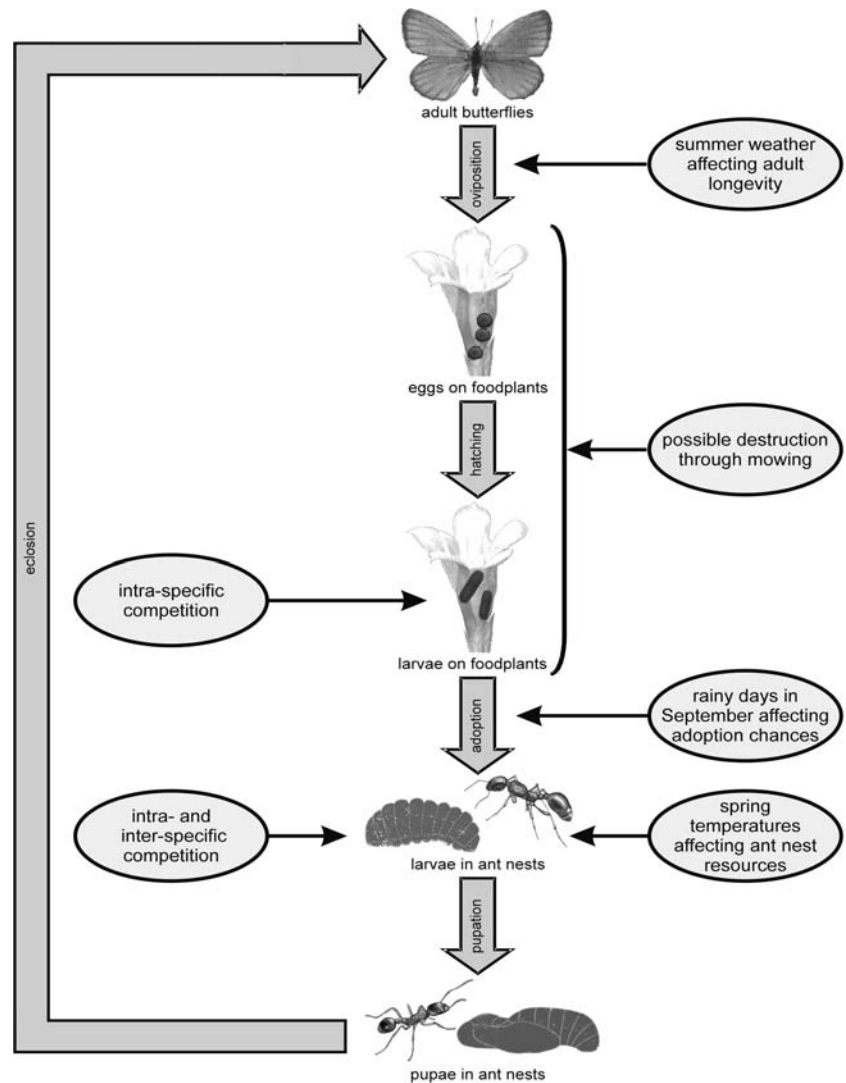 adult butterflies
summer weather
affecting adult
longevity
oviposition
eggs on foodplants
possible destruction
through mowing
hatching
eclosion
intra-specific
competition
larvae on foodplants
rainy days in
September affecting
adoption chances
adoption
intra- and
inter-specific
competition
spring
temperatures
affecting ant nest
resources
larvae in ant nests
pupation
pupae in ant nests